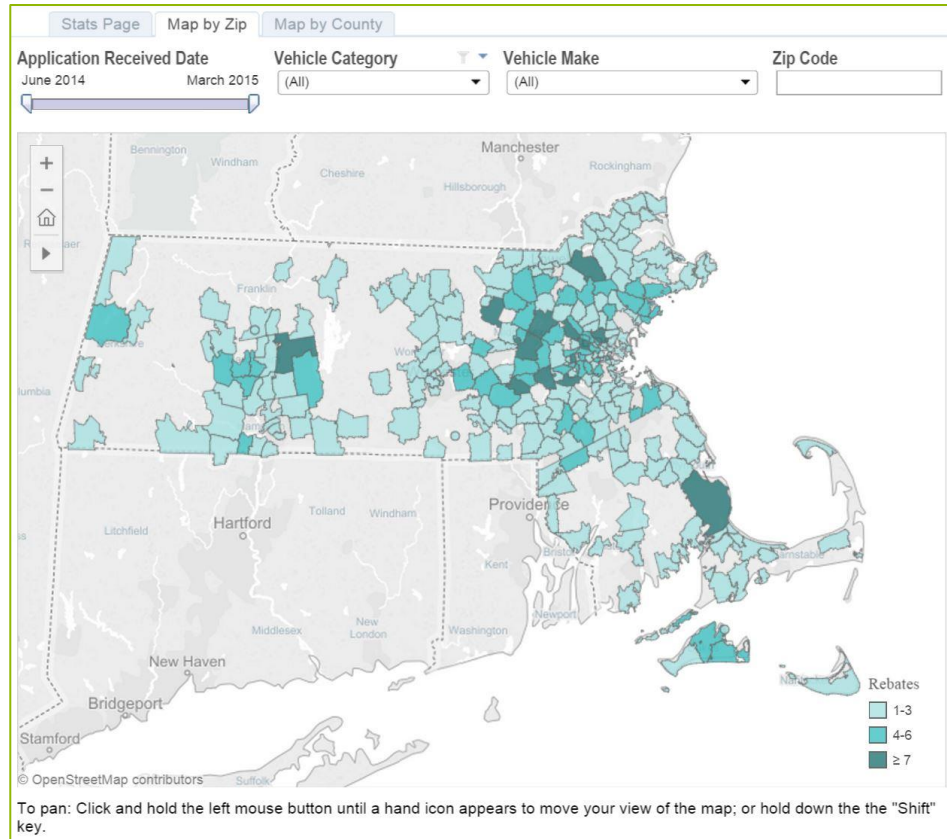 Stats Page
Map by Zip
Map by County
Application Received Date
Vehicle Category
Vehicle Make
Zip Code
June 2014 March 2015
(All)
(All)
Bennington
Windham
Cheshire
Manchester
Rockingham
Hillsborough
Franklin
Hartford
Tolland
Windham
Litchfield
Providence
Bristol
Kent
Newport
Middlesex
New London
Washington
New Haven
Bridgeport
Stamford
Suffolk
Rebates
1-3
4-6
≥ 7
© OpenStreetMap contributors
To pan: Click and hold the left mouse button until a hand icon appears to move your view of the map; or hold down the the "Shift"
key.